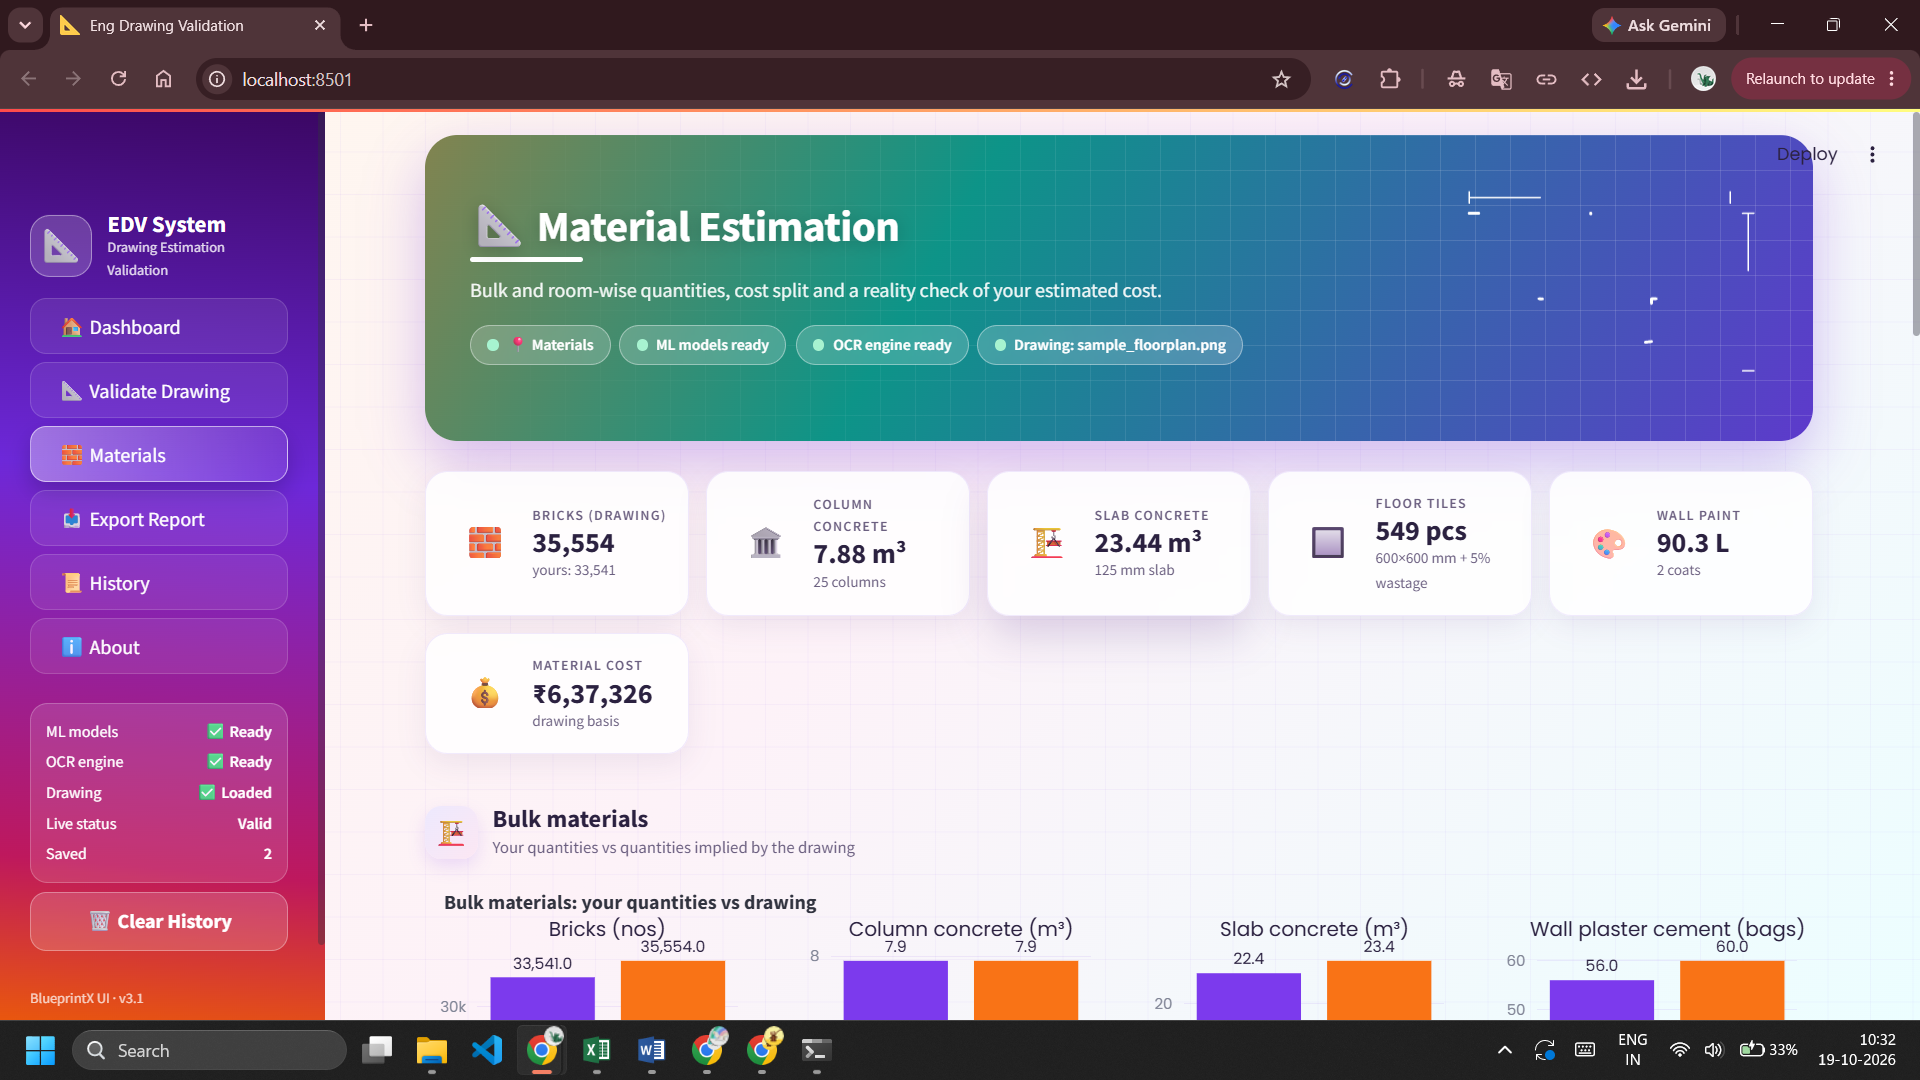 Eng Drawing Validation
Ask Gemini
localhost:8501
Relaunch to update
Deploy
EDV System
Drawing Estimation
Validation
Dashboard
Validate Drawing
Materials
Export Report
History
About
ML models Ready
OCR engine Ready
Drawing Loaded
Live status Valid
Saved 2
Clear History
BlueprintX UI · v3.1
Material Estimation
Bulk and room-wise quantities, cost split and a reality check of your estimated cost.
Materials
ML models ready
OCR engine ready
Drawing: sample_floorplan.png
BRICKS (DRAWING)
35,554
yours: 33,541
COLUMN
CONCRETE
7.88 m³
25 columns
SLAB CONCRETE
23.44 m³
125 mm slab
FLOOR TILES
549 pcs
600×600 mm + 5%
wastage
WALL PAINT
90.3 L
2 coats
MATERIAL COST
₹6,37,326
drawing basis
Bulk materials
Your quantities vs quantities implied by the drawing
Bulk materials: your quantities vs drawing
Bricks (nos)
33,541.0
35,554.0
30k
Column concrete (m³)
7.9
7.9
8
Slab concrete (m³)
22.4
23.4
20
Wall plaster cement (bags)
56.0
60.0
60
50
Search
ENG
IN
33%
10:32
19-10-2026